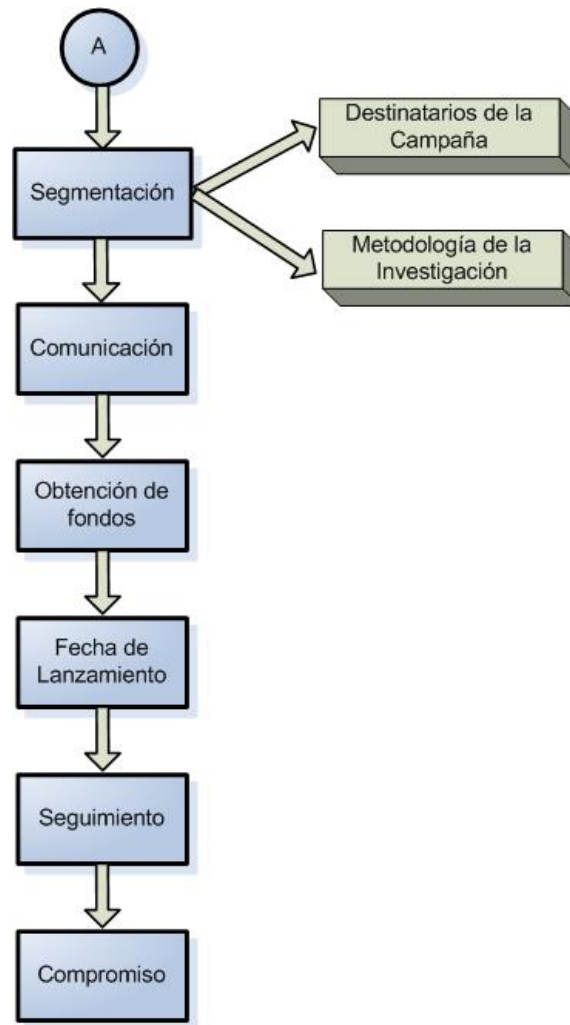 A
Destinatarios de la
Campaña
Segmentación
Metodología de la
Investigación
Comunicación
Obtención de
fondos
Fecha de
Lanzamiento
Seguimiento
Compromiso